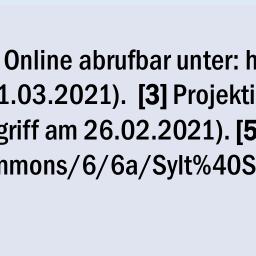 Online abrufbar unter: h
1.03.2021). [3] Projekti
griff am 26.02.2021). [5
mmons/6/6a/Sylt%40S